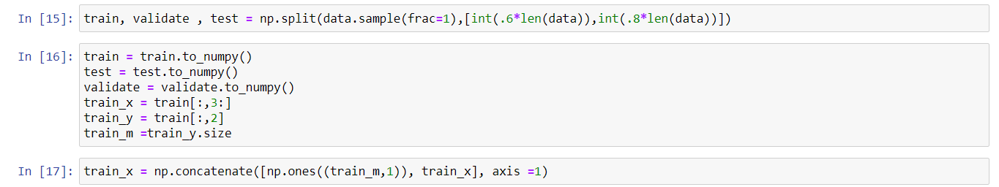 In [15]: train, validate , test = np.split(data.sample(frac=1),[int(.6*len(data)),int(.8*len(data))])
In [16]: train = train.to_numpy()
test = test.to_numpy()
validate = validate.to_numpy()
train_x = train[:,3:]
train_y = train[:,2]
train_m =train_y.size
In [17]: train_x = np.concatenate([np.ones((train_m,1)), train_x], axis =1)